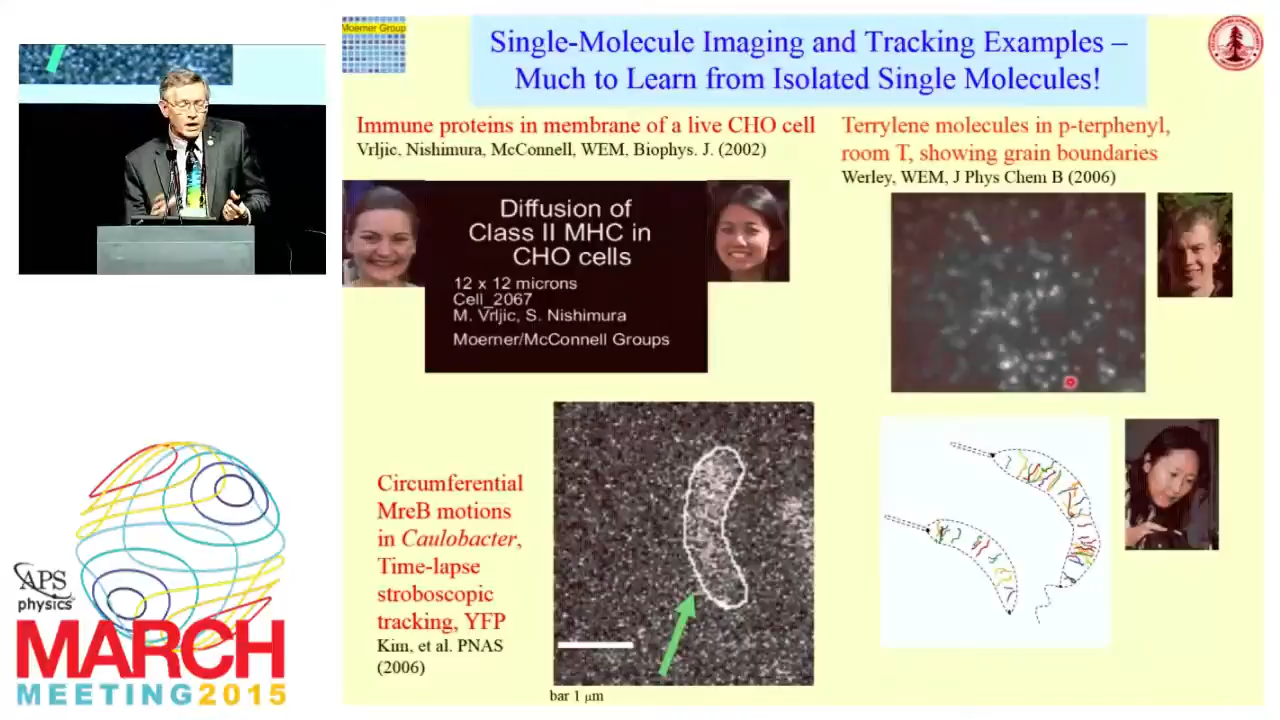 Moerner Group
Single-Molecule Imaging and Tracking Examples –
Much to Learn from Isolated Single Molecules!
Immune proteins in membrane of a live CHO cell
Vrljic, Nishimura, McConnell, WEM, Biophys. J. (2002)
Terrylene molecules in p-terphenyl,
room T, showing grain boundaries
Werley, WEM, J Phys Chem B (2006)
Diffusion of
Class II MHC in
CHO cells
12 x 12 microns
Cell_2067
M. Vrljic, S. Nishimura
Moerner/McConnell Groups
Circumferential
MreB motions
in Caulobacter,
Time-lapse
stroboscopic
tracking, YFP
Kim, et al. PNAS
(2006)
bar 1 μm
APS
physics
MARCH
MEETING2015